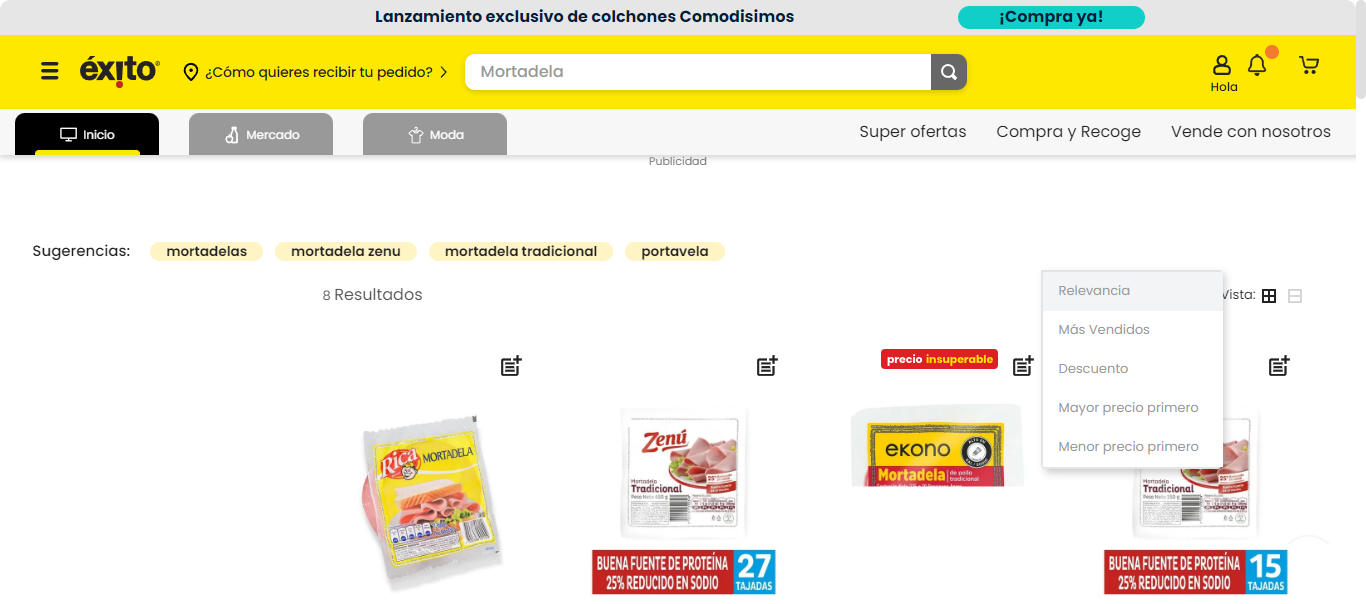 Lanzamiento exclusivo de colchones Comodisimos
¡Compra ya!
éxito
¿Cómo quieres recibir tu pedido?
Mortadela
Hola
Inicio
Mercado
Moda
Super ofertas
Compra y Recoge
Vende con nosotros
Publicidad
Sugerencias:
mortadelas
mortadela zenu
mortadela tradicional
portavela
8 Resultados
Vista:
Relevancia
Más Vendidos
Descuento
Mayor precio primero
Menor precio primero
precio insuperable
Rica
MORTADELA
Zenú
Mortadela
Tradicional
Peso Neto 450 g
BUENA FUENTE DE PROTEÍNA
25% REDUCIDO EN SODIO
27
TAJADAS
ekono
Mortadela
de pollo
tradicional
Mortadela
Tradicional
BUENA FUENTE DE PROTEÍNA
25% REDUCIDO EN SODIO
15
TAJADAS